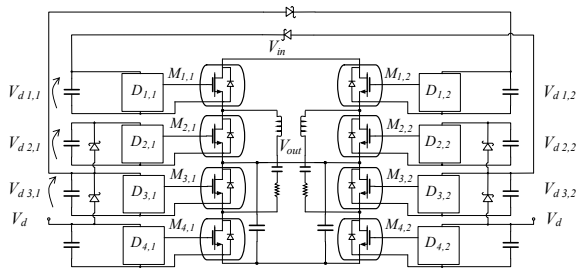 V_in
V_d 1,1 D_1,1 M_1,1 M_1,2 D_1,2 V_d 1,2
V_d 2,1 D_2,1 M_2,1 V_out M_2,2 D_2,2 V_d 2,2
V_d 3,1 D_3,1 M_3,1 M_3,2 D_3,2 V_d 3,2
V_d D_4,1 M_4,1 M_4,2 D_4,2 V_d